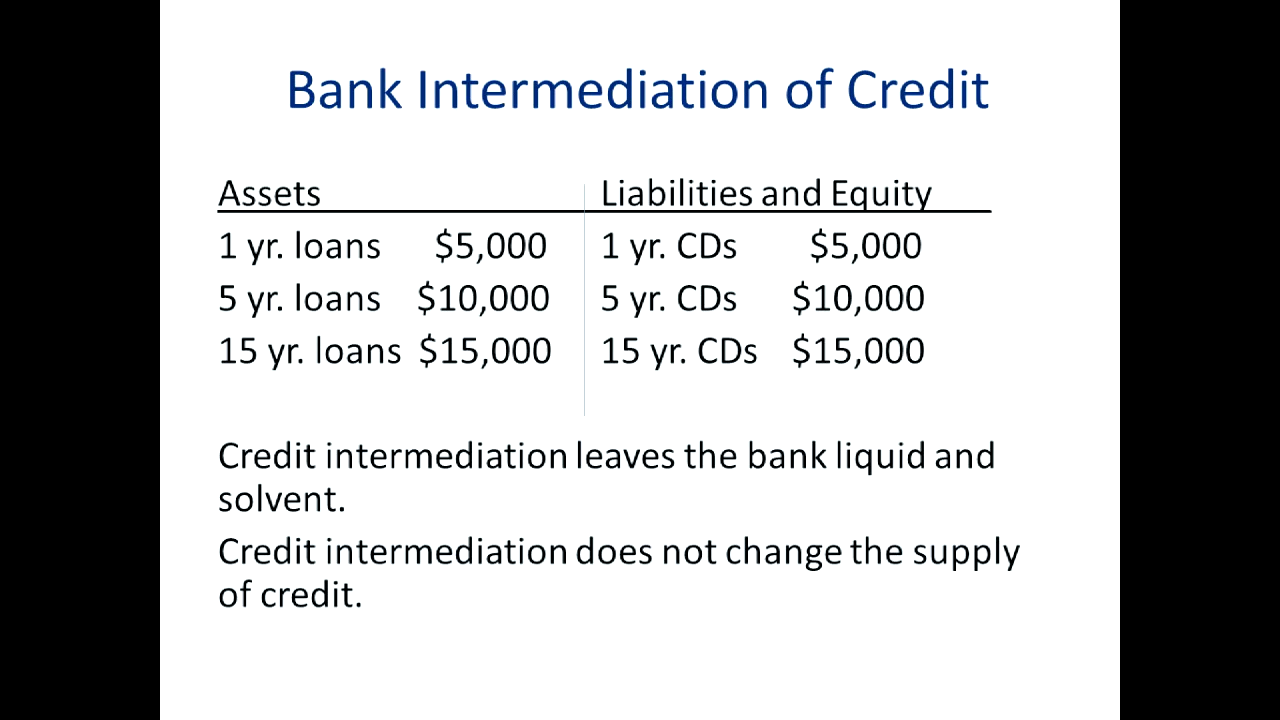 Bank Intermediation of Credit
Assets Liabilities and Equity
1 yr. loans $5,000 1 yr. CDs $5,000
5 yr. loans $10,000 5 yr. CDs $10,000
15 yr. loans $15,000 15 yr. CDs $15,000
Credit intermediation leaves the bank liquid and
solvent.
Credit intermediation does not change the supply
of credit.